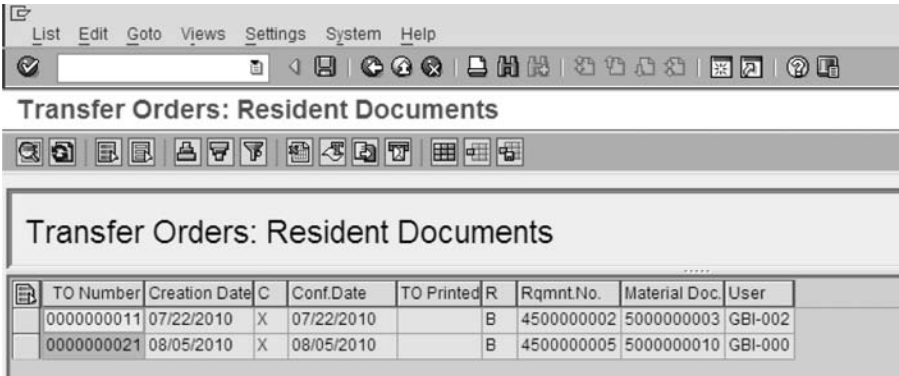 List Edit Goto Views Settings System Help
Transfer Orders: Resident Documents
Transfer Orders: Resident Documents
TO Number Creation Date C Conf.Date TO Printed R Rqmnt.No. Material Doc. User
0000000011 07/22/2010 X 07/22/2010 B 4500000002 5000000003 GBI-002
0000000021 08/05/2010 X 08/05/2010 B 4500000005 5000000010 GBI-000